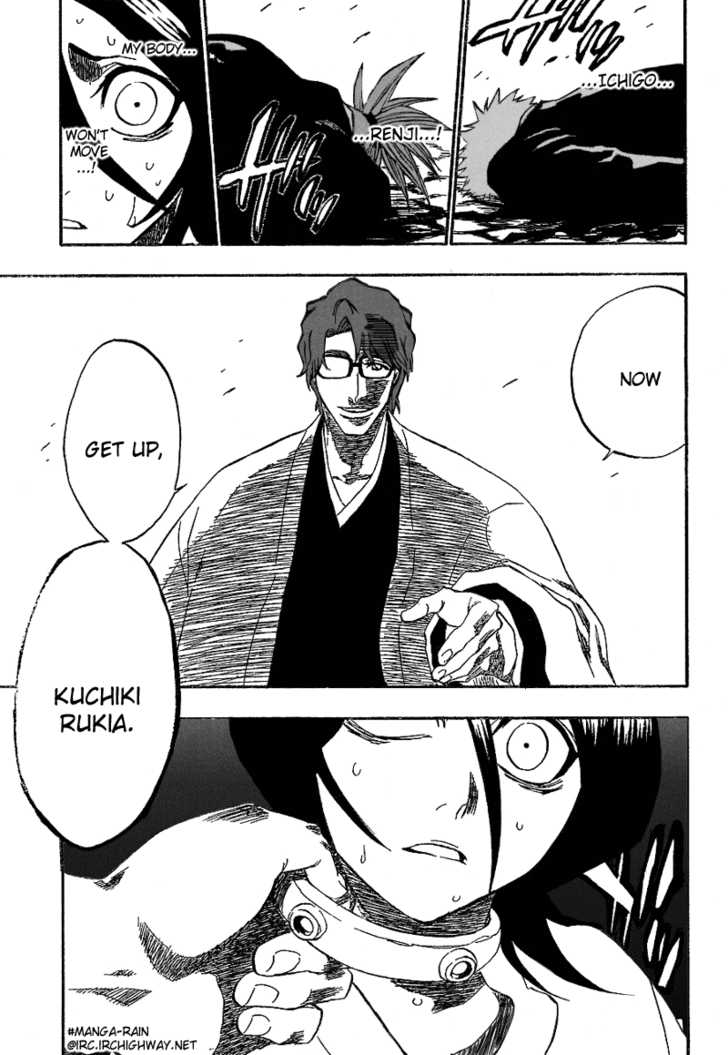 ...ICHIGO...
...RENJI...!
MY BODY...
WON'T
MOVE
...!
NOW
GET UP,
KUCHIKI
RUKIA.
#MANGA-RAIN
@IRC.IRCHIGHWAY.NET